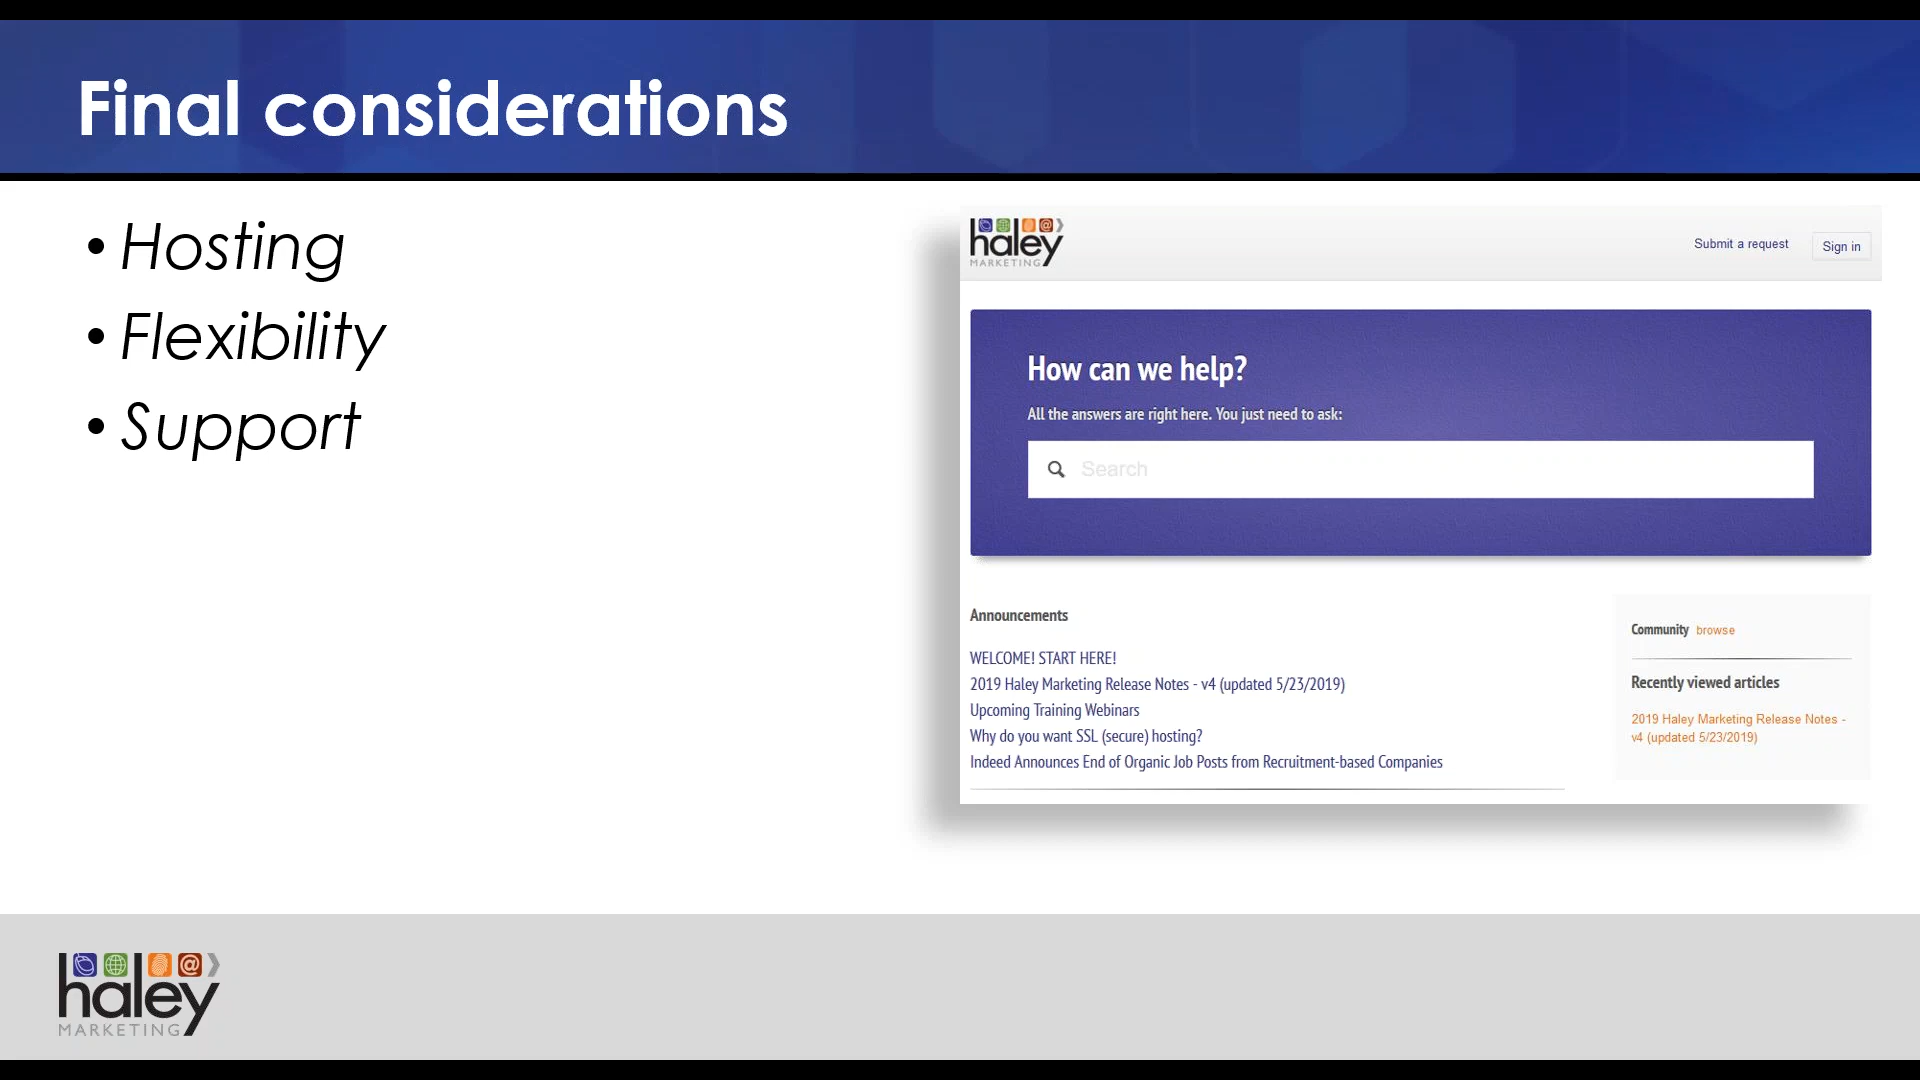 Final considerations
• Hosting
• Flexibility
• Support
haley
MARKETING
Submit a request
Sign in
How can we help?
All the answers are right here. You just need to ask:
Search
Announcements
WELCOME! START HERE!
2019 Haley Marketing Release Notes - v4 (updated 5/23/2019)
Upcoming Training Webinars
Why do you want SSL (secure) hosting?
Indeed Announces End of Organic Job Posts from Recruitment-based Companies
Community browse
Recently viewed articles
2019 Haley Marketing Release Notes -
v4 (updated 5/23/2019)
haley
MARKETING